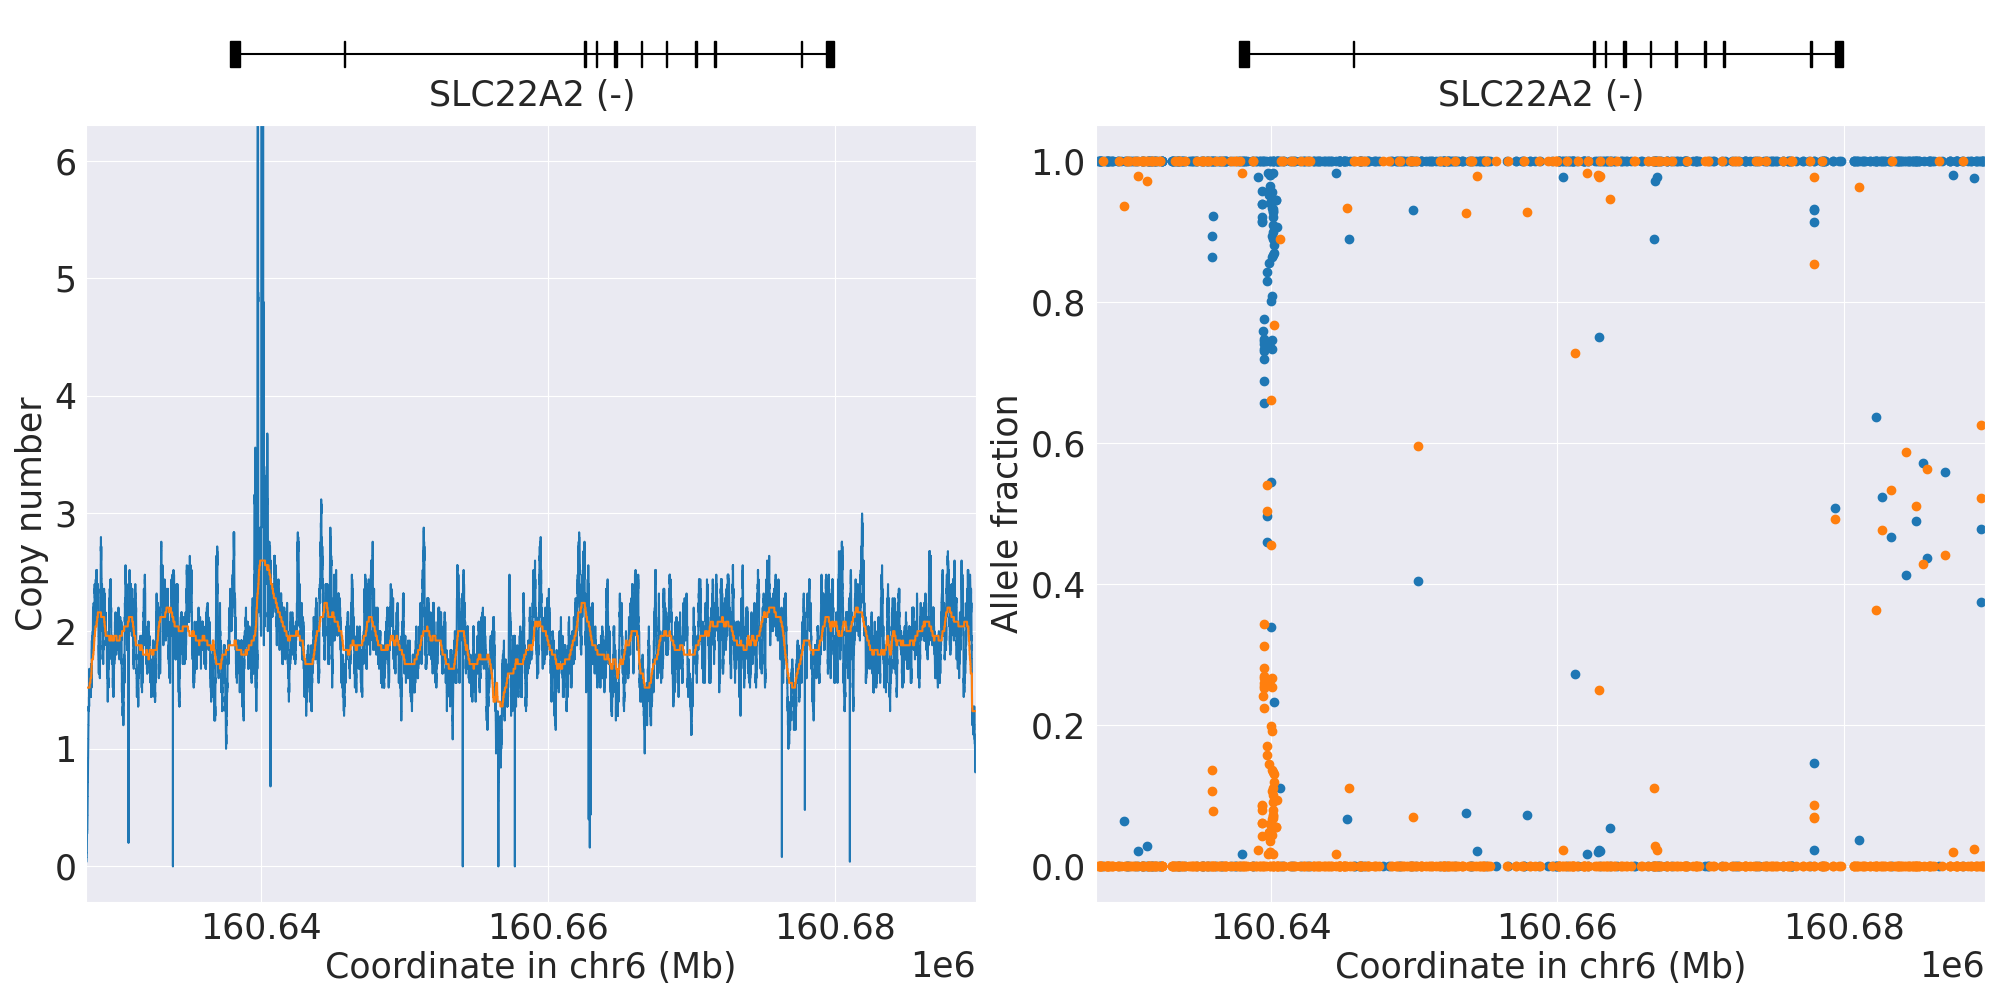 SLC22A2 (-)
Copy number
6
5
4
3
2
1
0
160.64
160.66
160.68
Coordinate in chr6 (Mb)
1e6
SLC22A2 (-)
Allele fraction
1.0
0.8
0.6
0.4
0.2
0.0
160.64
160.66
160.68
Coordinate in chr6 (Mb)
1e6